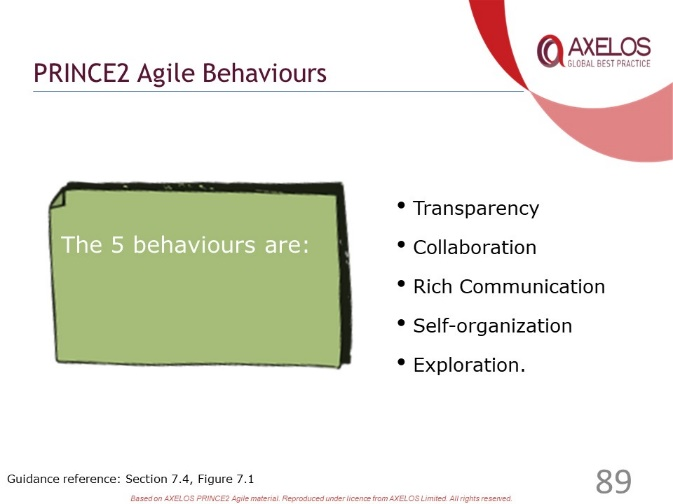 AXELOS
GLOBAL BEST PRACTICE
PRINCE2 Agile Behaviours
The 5 behaviours are:
• Transparency
• Collaboration
• Rich Communication
• Self-organization
• Exploration.
Guidance reference: Section 7.4, Figure 7.1
89
Based on AXELOS PRINCE2 Agile material. Reproduced under licence from AXELOS Limited. All rights reserved.